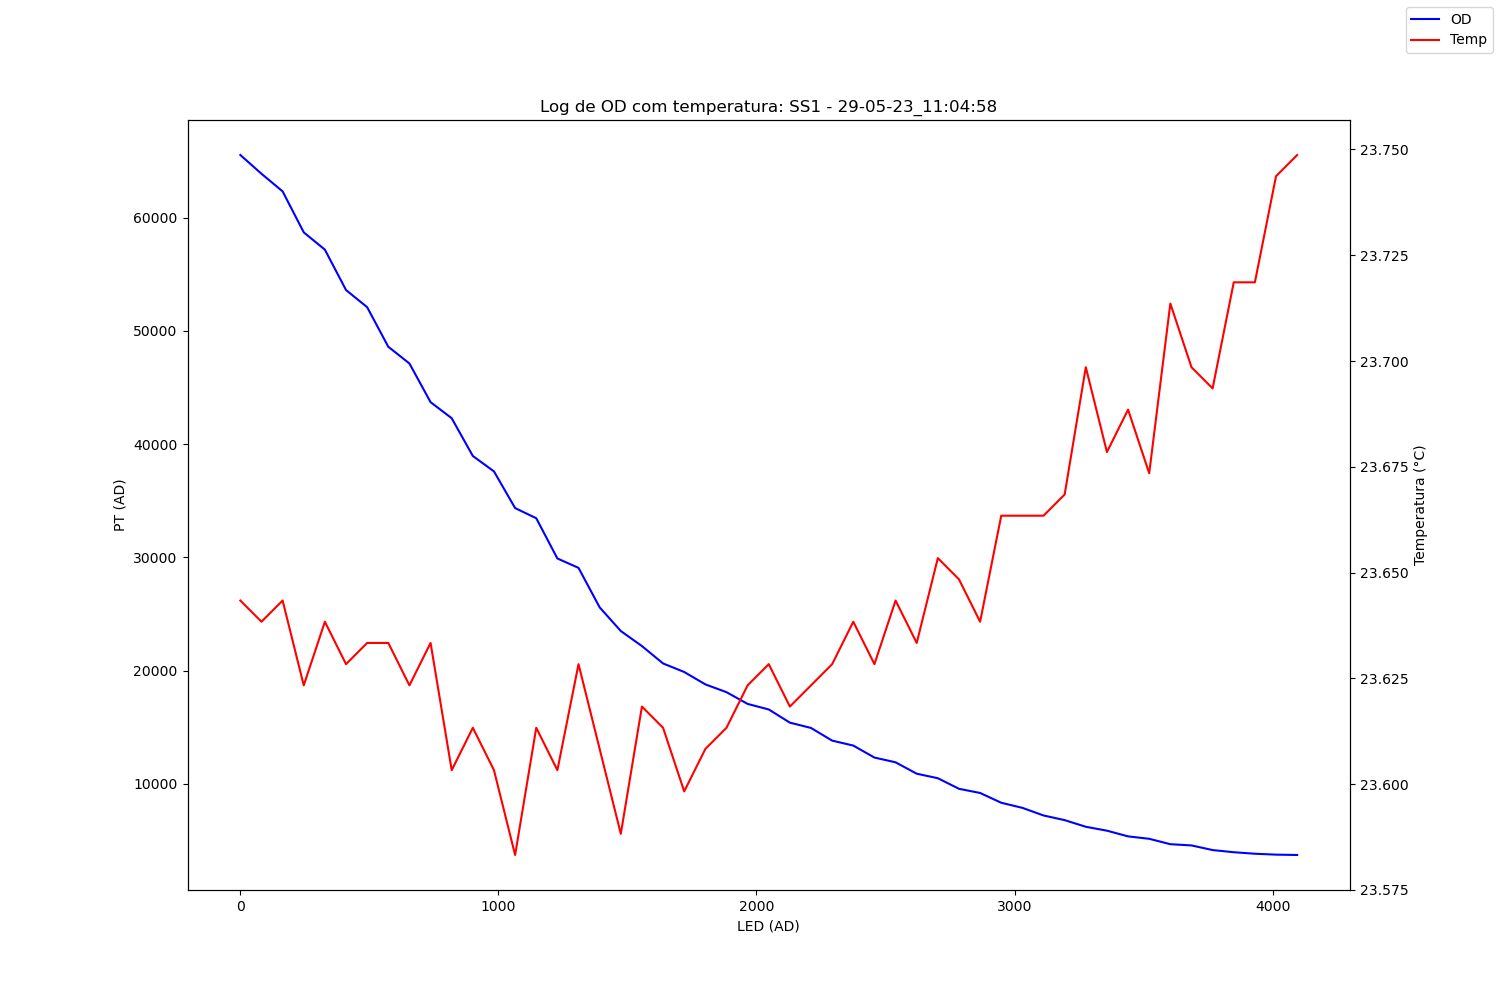 OD
Temp
Log de OD com temperatura: SS1 - 29-05-23_11:04:58
60000
50000
40000
30000
20000
10000
PT (AD)
23.750
23.725
23.700
23.675
23.650
23.625
23.600
23.575
Temperatura (°C)
0 1000 2000 3000 4000
LED (AD)